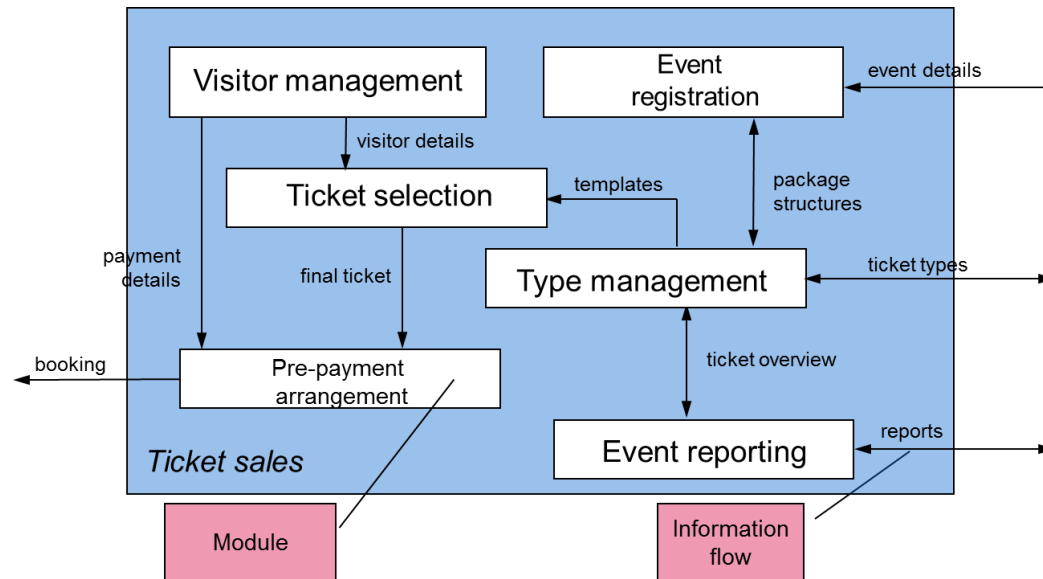 Visitor management
Event
registration
event details
visitor details
Ticket selection
templates
package
structures
payment
details
final ticket
Type management
ticket types
booking
Pre-payment
arrangement
ticket overview
Ticket sales
Event reporting
reports
Module
Information
flow